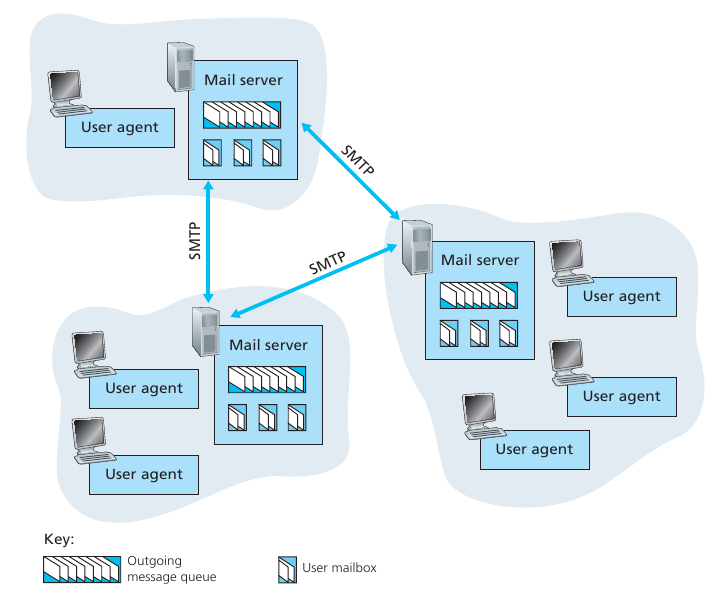 Mail server
User agent
SMTP
SMTP
SMTP
Mail server
User agent
User agent
User agent
Mail server
User agent
User agent
Key:
Outgoing
message queue
User mailbox